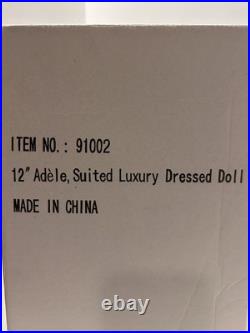 ITEM NO.: 91002
12" Adèle, Suited Luxury Dressed Doll
MADE IN CHINA